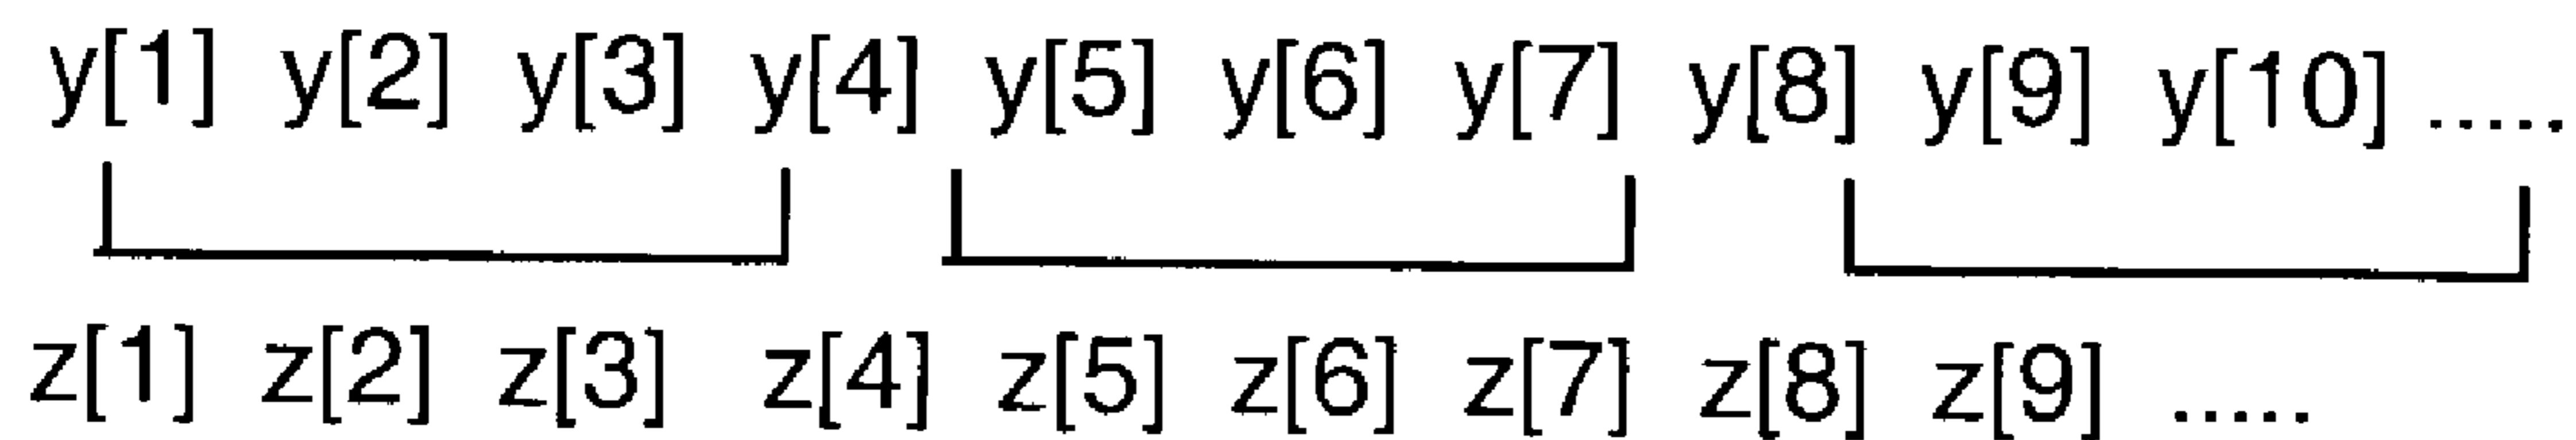 y[1] y[2] y[3] y[4] y[5] y[6] y[7] y[8] y[9] y[10] .....
z[1] z[2] z[3] z[4] z[5] z[6] z[7] z[8] z[9] .....